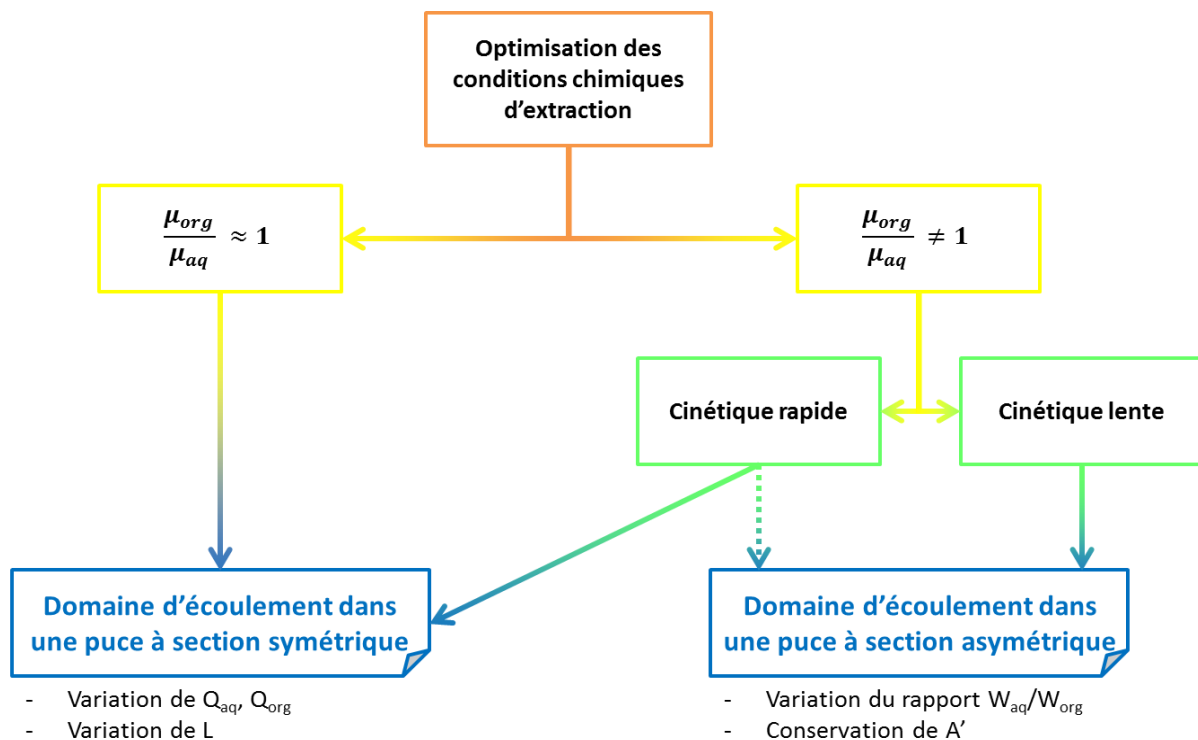 Optimisation des
conditions chimiques
d’extraction
μorg
μaq
≈ 1
μorg
μaq
≠ 1
Cinétique rapide
Cinétique lente
Domaine d’écoulement dans
une puce à section symétrique
- Variation de Qaq, Qorg
- Variation de L
Domaine d’écoulement dans
une puce à section asymétrique
- Variation du rapport Waq/Worg
- Conservation de A’